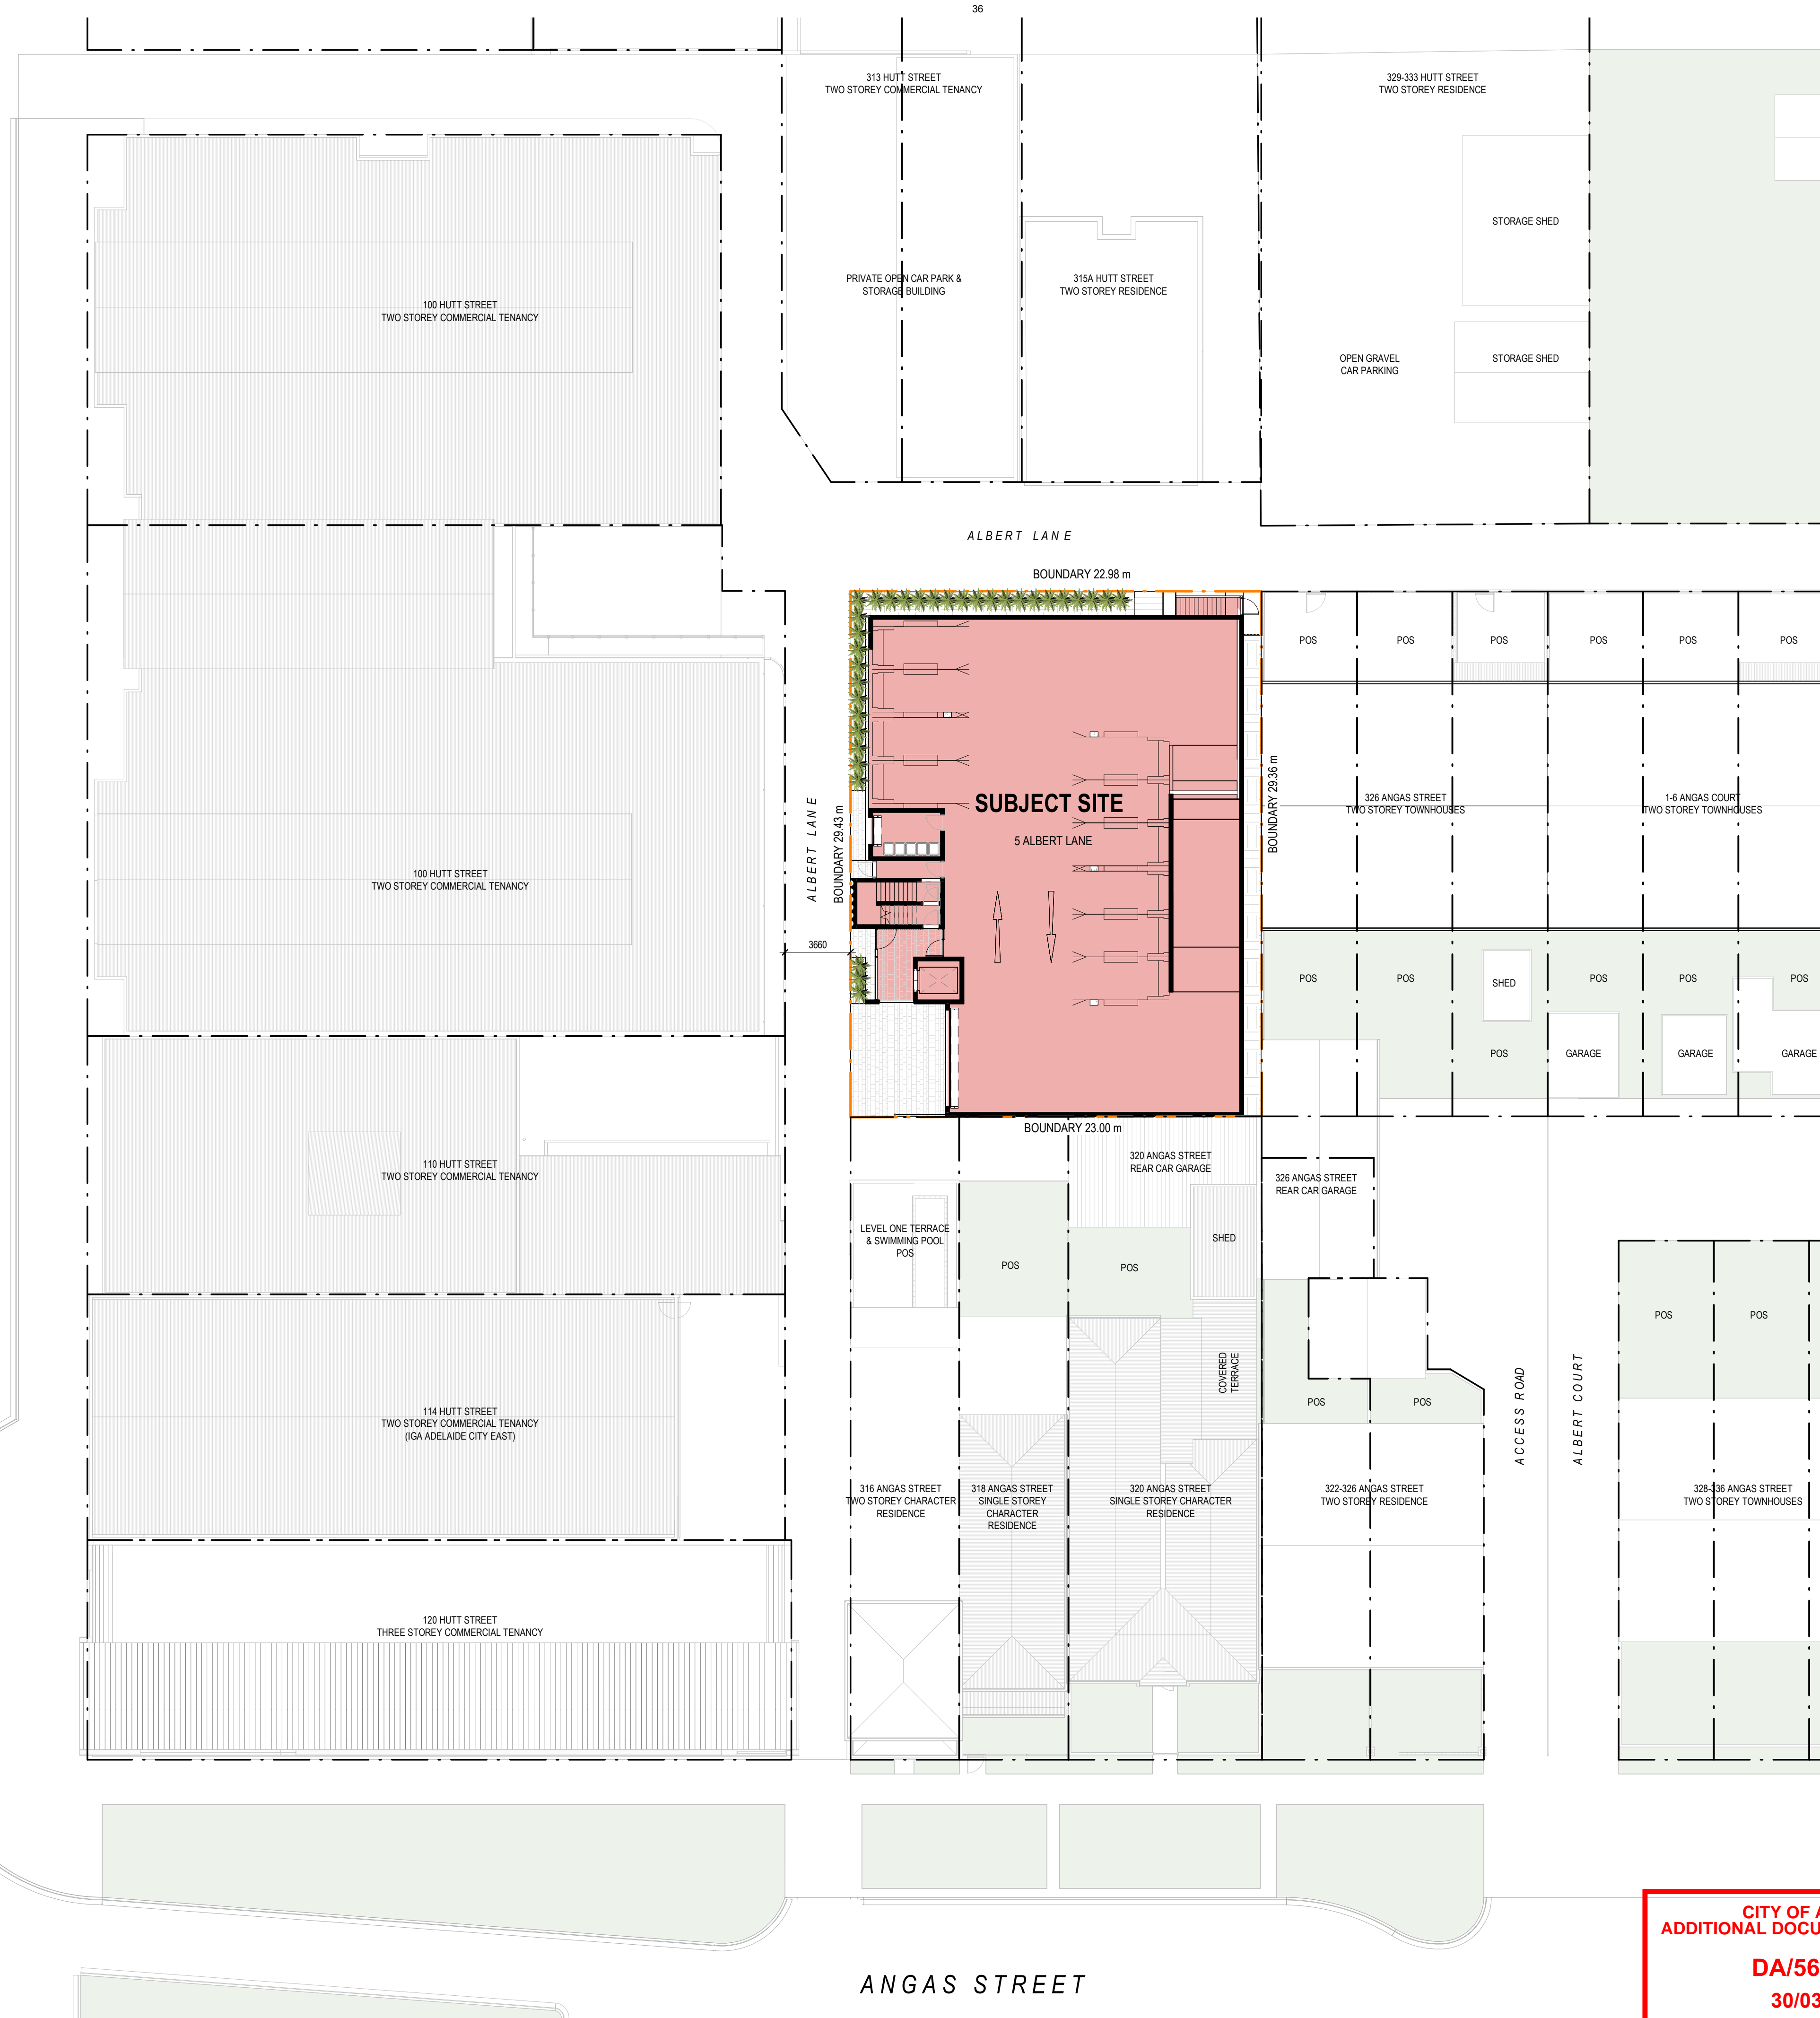 36
313 HUTT STREET
TWO STOREY COMMERCIAL TENANCY
329-333 HUTT STREET
TWO STOREY RESIDENCE
STORAGE SHED
PRIVATE OPEN CAR PARK &
STORAGE BUILDING
315A HUTT STREET
TWO STOREY RESIDENCE
100 HUTT STREET
TWO STOREY COMMERCIAL TENANCY
OPEN GRAVEL
CAR PARKING
STORAGE SHED
ALBERT LANE
BOUNDARY 22.98 m
POS
POS
POS
POS
POS
POS
SUBJECT SITE
5 ALBERT LANE
ALBERT LANE
BOUNDARY 29.43 m
BOUNDARY 29.36 m
326 ANGAS STREET
TWO STOREY TOWNHOUSES
1-6 ANGAS COURT
TWO STOREY TOWNHOUSES
100 HUTT STREET
TWO STOREY COMMERCIAL TENANCY
3660
POS
POS
SHED
POS
POS
POS
POS
GARAGE
GARAGE
GARAGE
BOUNDARY 23.00 m
320 ANGAS STREET
REAR CAR GARAGE
110 HUTT STREET
TWO STOREY COMMERCIAL TENANCY
326 ANGAS STREET
REAR CAR GARAGE
LEVEL ONE TERRACE
& SWIMMING POOL
POS
SHED
POS
POS
POS
POS
COVERED
TERRACE
ACCESS ROAD
ALBERT COURT
POS
POS
114 HUTT STREET
TWO STOREY COMMERCIAL TENANCY
(IGA ADELAIDE CITY EAST)
316 ANGAS STREET
TWO STOREY CHARACTER
RESIDENCE
318 ANGAS STREET
SINGLE STOREY
CHARACTER
RESIDENCE
320 ANGAS STREET
SINGLE STOREY CHARACTER
RESIDENCE
322-326 ANGAS STREET
TWO STOREY RESIDENCE
328-336 ANGAS STREET
TWO STOREY TOWNHOUSES
120 HUTT STREET
THREE STOREY COMMERCIAL TENANCY
CITY OF A
ADDITIONAL DOCU
DA/56
30/03
ANGAS STREET